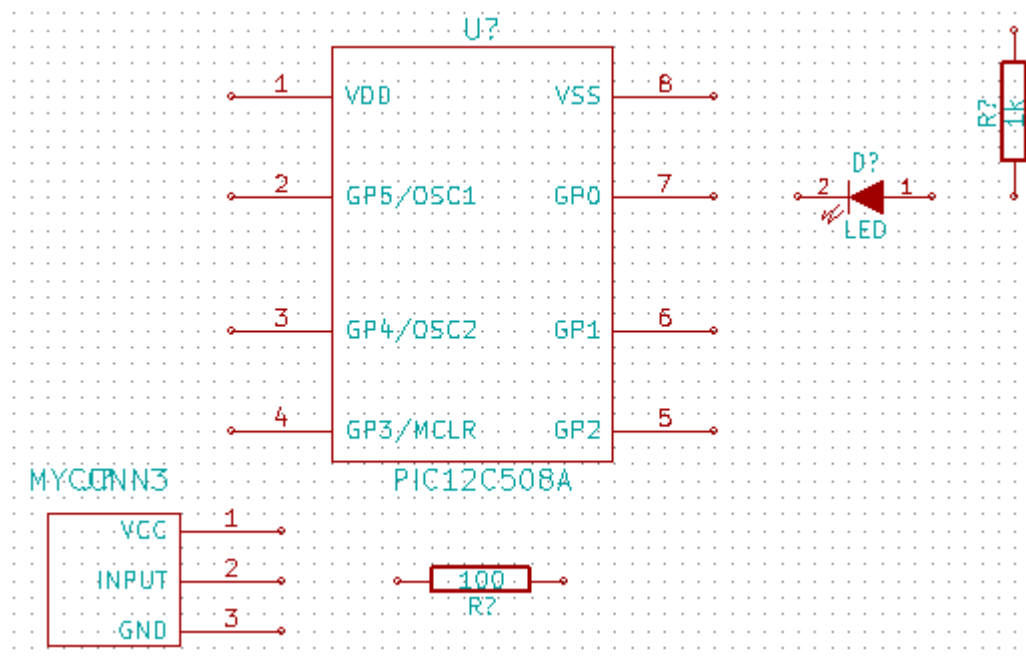 U?
1 VDD VSS 8
R? 1k
D?
2 GP5/OSC1 GP0 7
2 1
LED
3 GP4/OSC2 GP1 6
4 GP3/MCLR GP2 5
PIC12C508A
VCC 1
INPUT 2
100
R?
GND 3